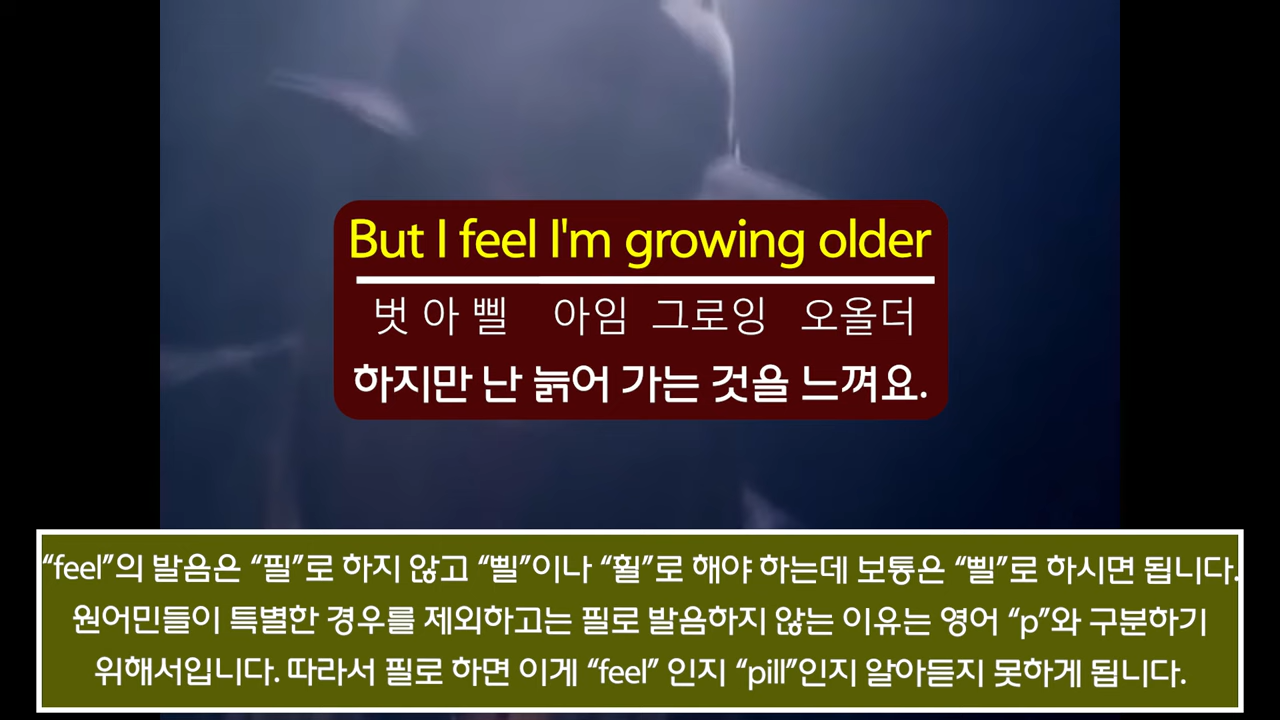 But I feel I'm growing older
벗 아 삘 아임 그로잉 오올더
하지만 난 늙어 가는 것을 느껴요.
“feel”의 발음은 “필”로 하지 않고 “삘”이나 “휠”로 해야 하는데 보통은 “삘”로 하시면 됩니다.
원어민들이 특별한 경우를 제외하고는 필로 발음하지 않는 이유는 영어 “p”와 구분하기
위해서입니다. 따라서 필로 하면 이게 “feel” 인지 “pill”인지 알아듣지 못하게 됩니다.